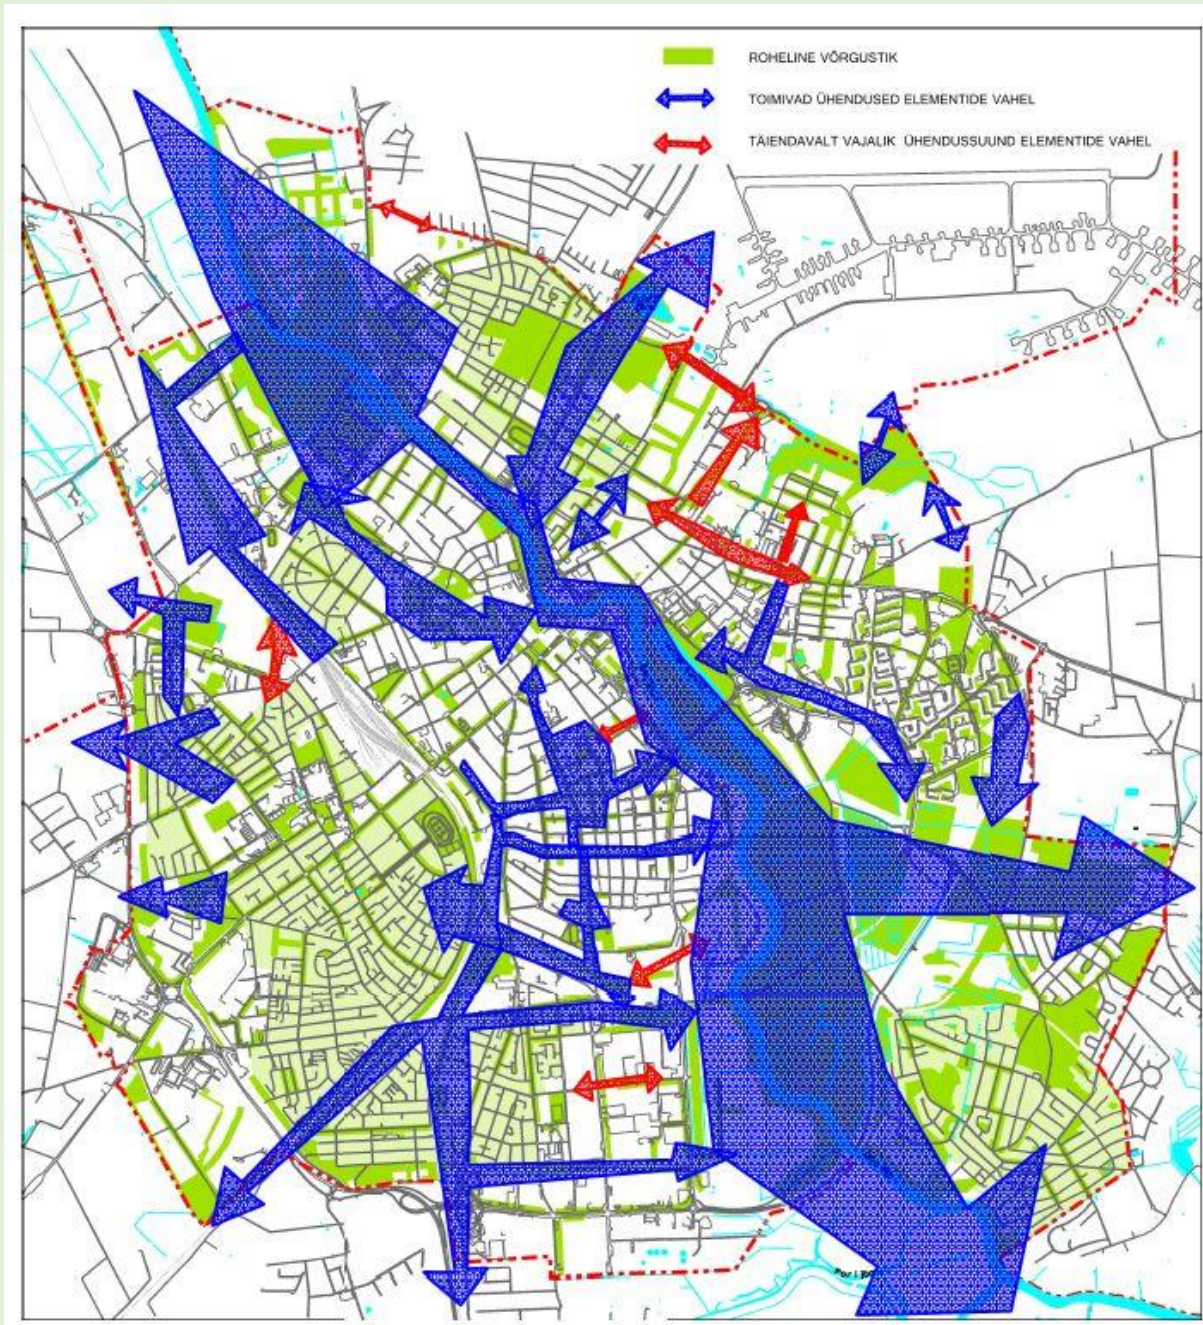 ROHELINE VÕRGUSTIK
TOIMIVAD ÜHENDUSED ELEMENTIDE VAHEL
TÄIENDAVALT VAJALIK ÜHENDUSSUUND ELEMENTIDE VAHEL